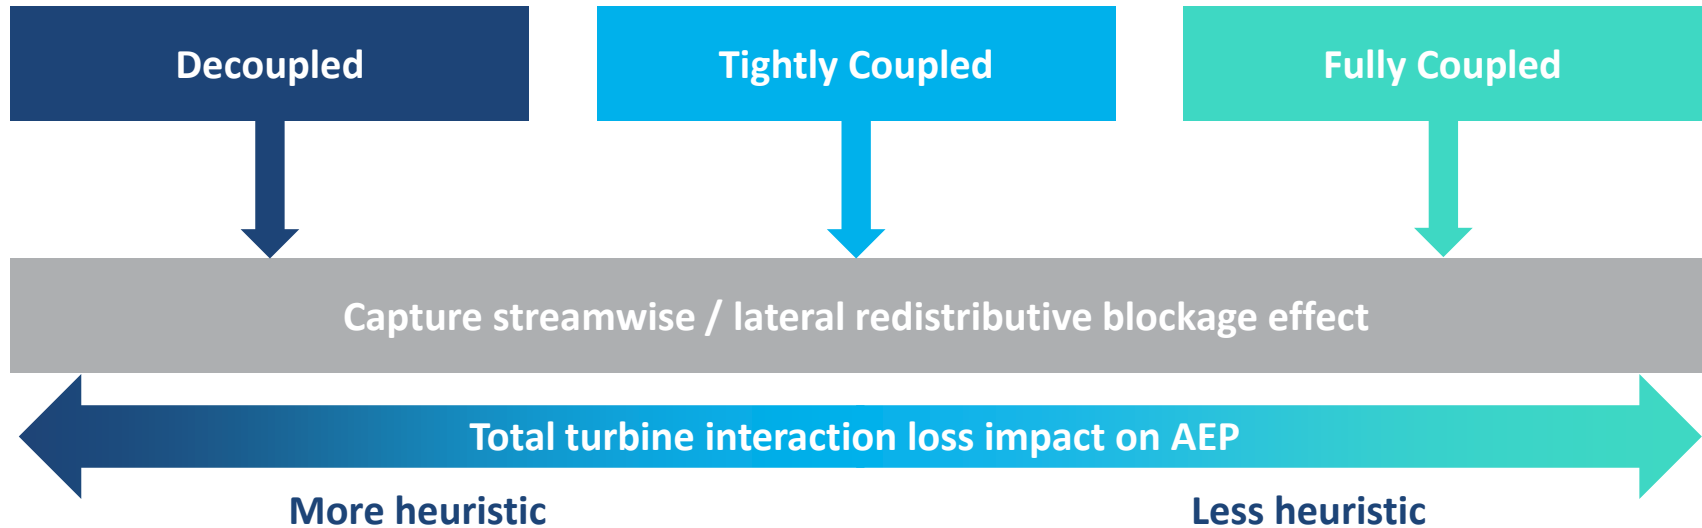 Decoupled
Tightly Coupled
Fully Coupled
Capture streamwise / lateral redistributive blockage effect
Total turbine interaction loss impact on AEP
More heuristic
Less heuristic